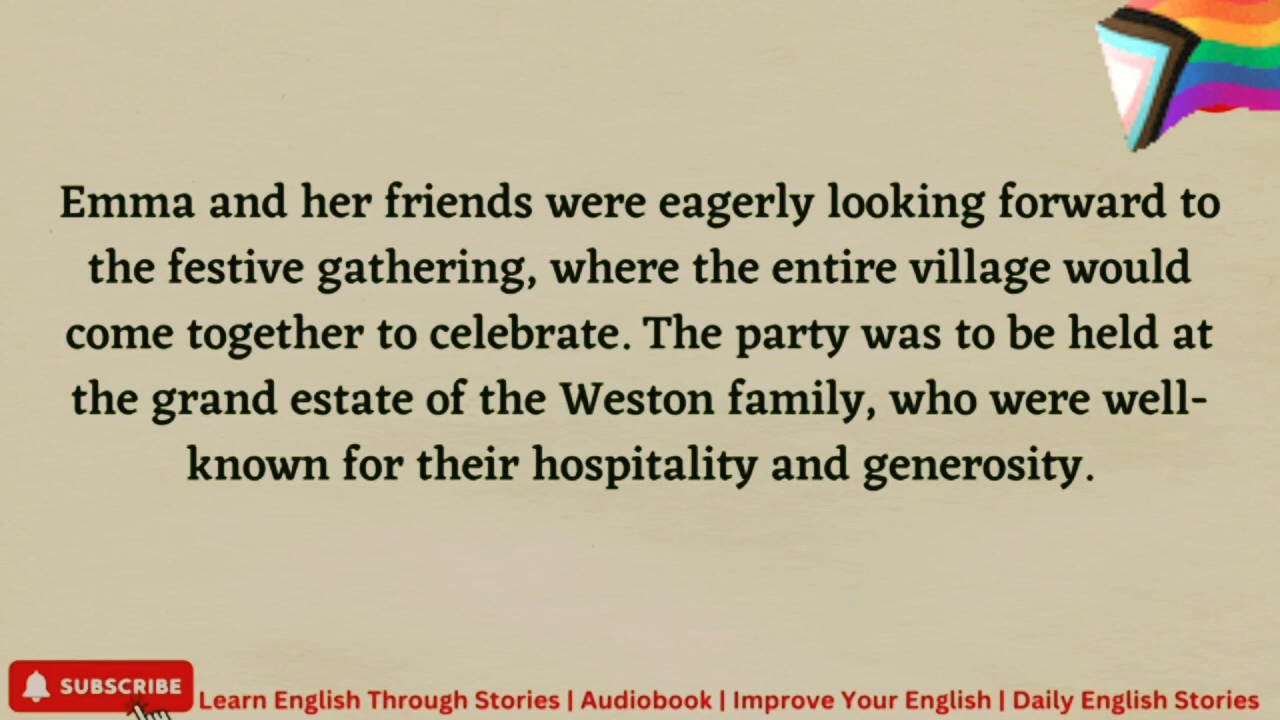 Emma and her friends were eagerly looking forward to
the festive gathering, where the entire village would
come together to celebrate. The party was to be held at
the grand estate of the Weston family, who were well-
known for their hospitality and generosity.
SUBSCRIBE
Learn English Through Stories | Audiobook | Improve Your English | Daily English Stories